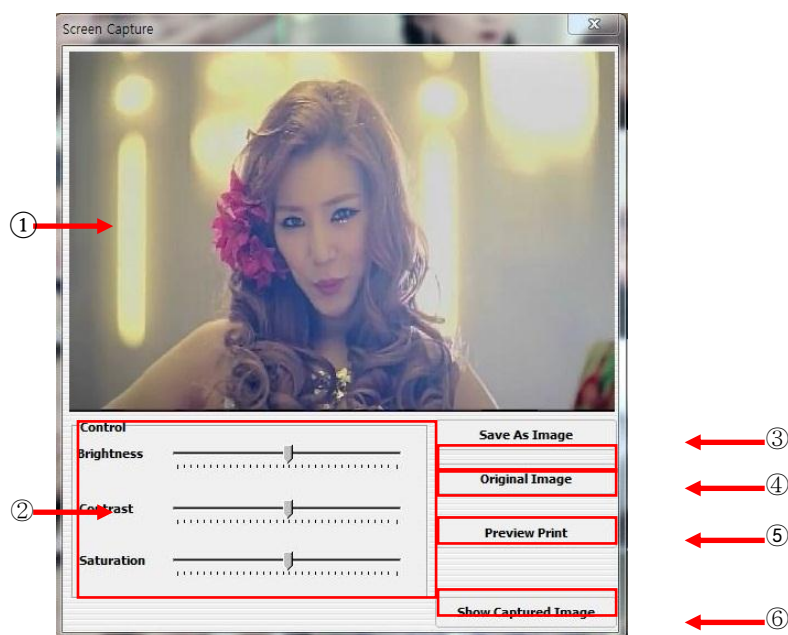 Screen Capture
①
Control
Brightness
②
Contrast
Saturation
Save As Image
③
Original Image
④
Preview Print
⑤
Show Captured Image
⑥